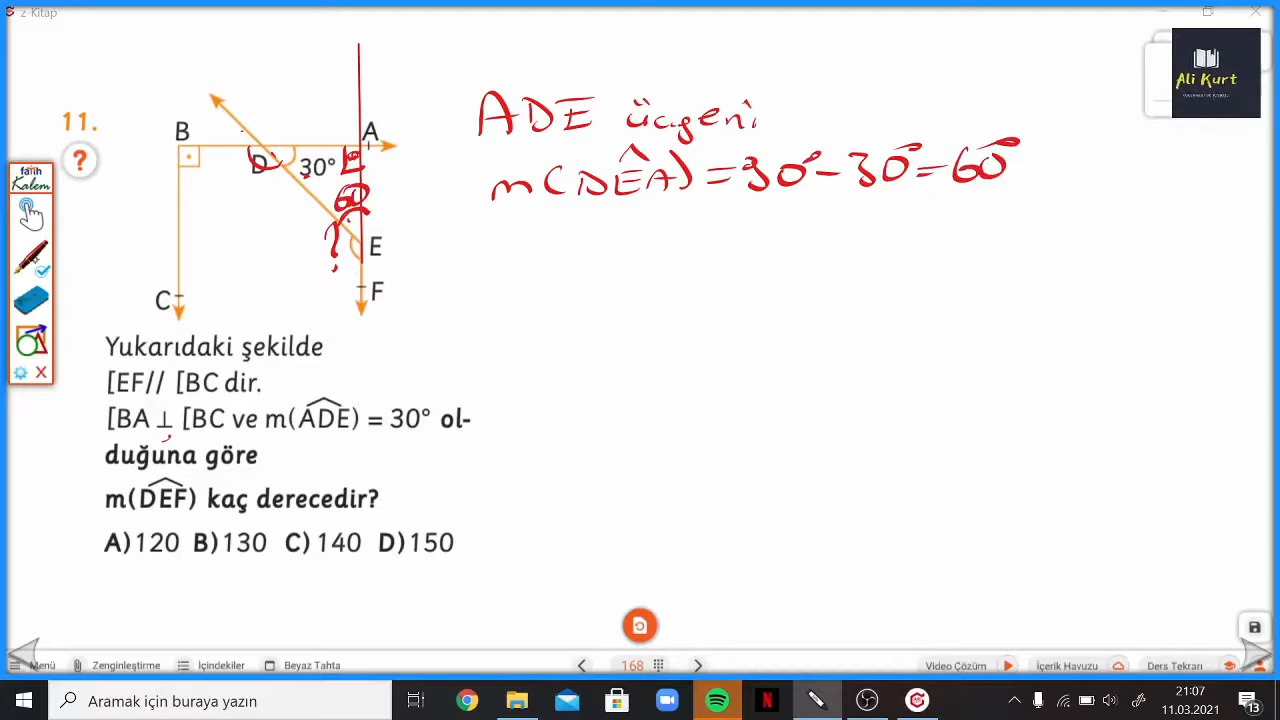 z-Kitap
Ali Kurt
11.
?
B
A
D
30°
60
?
E
F
C
ADE üçgeni
m(DEA) = 90° - 30° = 60°
fatih
Kalem
Yukarıdaki şekilde
[EF// [BC dir.
[BA ⊥ [BC ve m(ADE) = 30° ol-
duğuna göre
m(DEF) kaç derecedir?
A)120 B)130 C)140 D)150
Menü Zenginleştirme İçindekiler Beyaz Tahta 168 Video Çözüm İçerik Havuzu Ders Tekrarı
Aramak için buraya yazın
21:07
11.03.2021
13